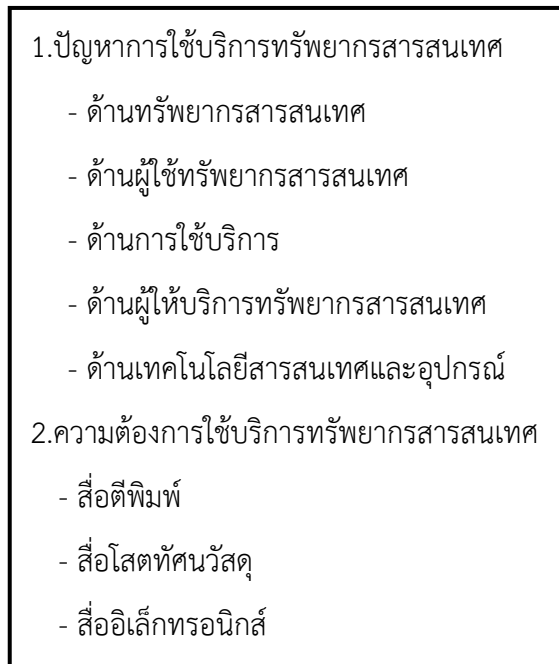 1.ปัญหาการใช้บริการทรัพยากรสารสนเทศ
- ด้านทรัพยากรสารสนเทศ
- ด้านผู้ใช้ทรัพยากรสารสนเทศ
- ด้านการใช้บริการ
- ด้านผู้ให้บริการทรัพยากรสารสนเทศ
- ด้านเทคโนโลยีสารสนเทศและอุปกรณ์
2.ความต้องการใช้บริการทรัพยากรสารสนเทศ
- สื่อตีพิมพ์
- สื่อโสตทัศนวัสดุ
- สื่ออิเล็กทรอนิกส์